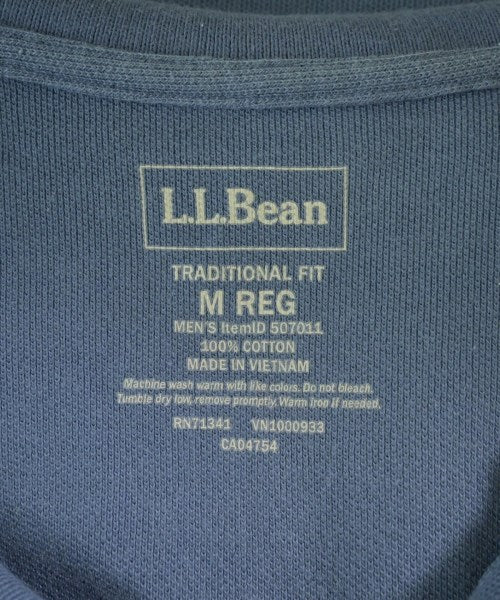 L.L.Bean
TRADITIONAL FIT
M REG
MEN'S ItemID 507011
100% COTTON
MADE IN VIETNAM
Machine wash warm with like colors. Do not bleach.
Tumble dry low, remove promptly. Warm iron if needed.
RN71341 VN1000933
CA04754